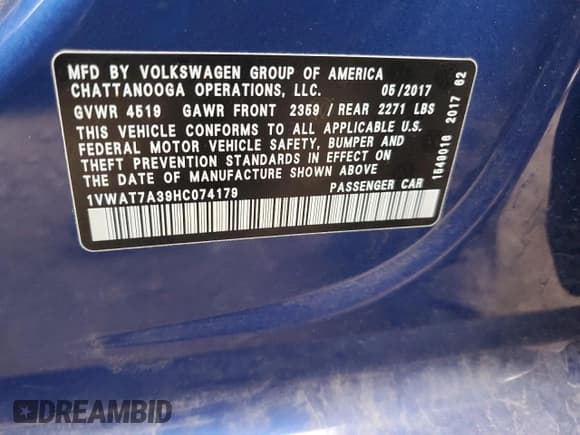 MFD BY VOLKSWAGEN GROUP OF AMERICA
CHATTANOOGA OPERATIONS, LLC. 05/2017
GVWR 4519 GAWR FRONT 2359 / REAR 2271 LBS
THIS VEHICLE CONFORMS TO ALL APPLICABLE U.S.
FEDERAL MOTOR VEHICLE SAFETY, BUMPER AND
THEFT PREVENTION STANDARDS IN EFFECT ON
THE DATE OF MANUFACTURE SHOWN ABOVE
1VWAT7A39HC074179 PASSENGER CAR
1549016 2017 62
DREAMBID